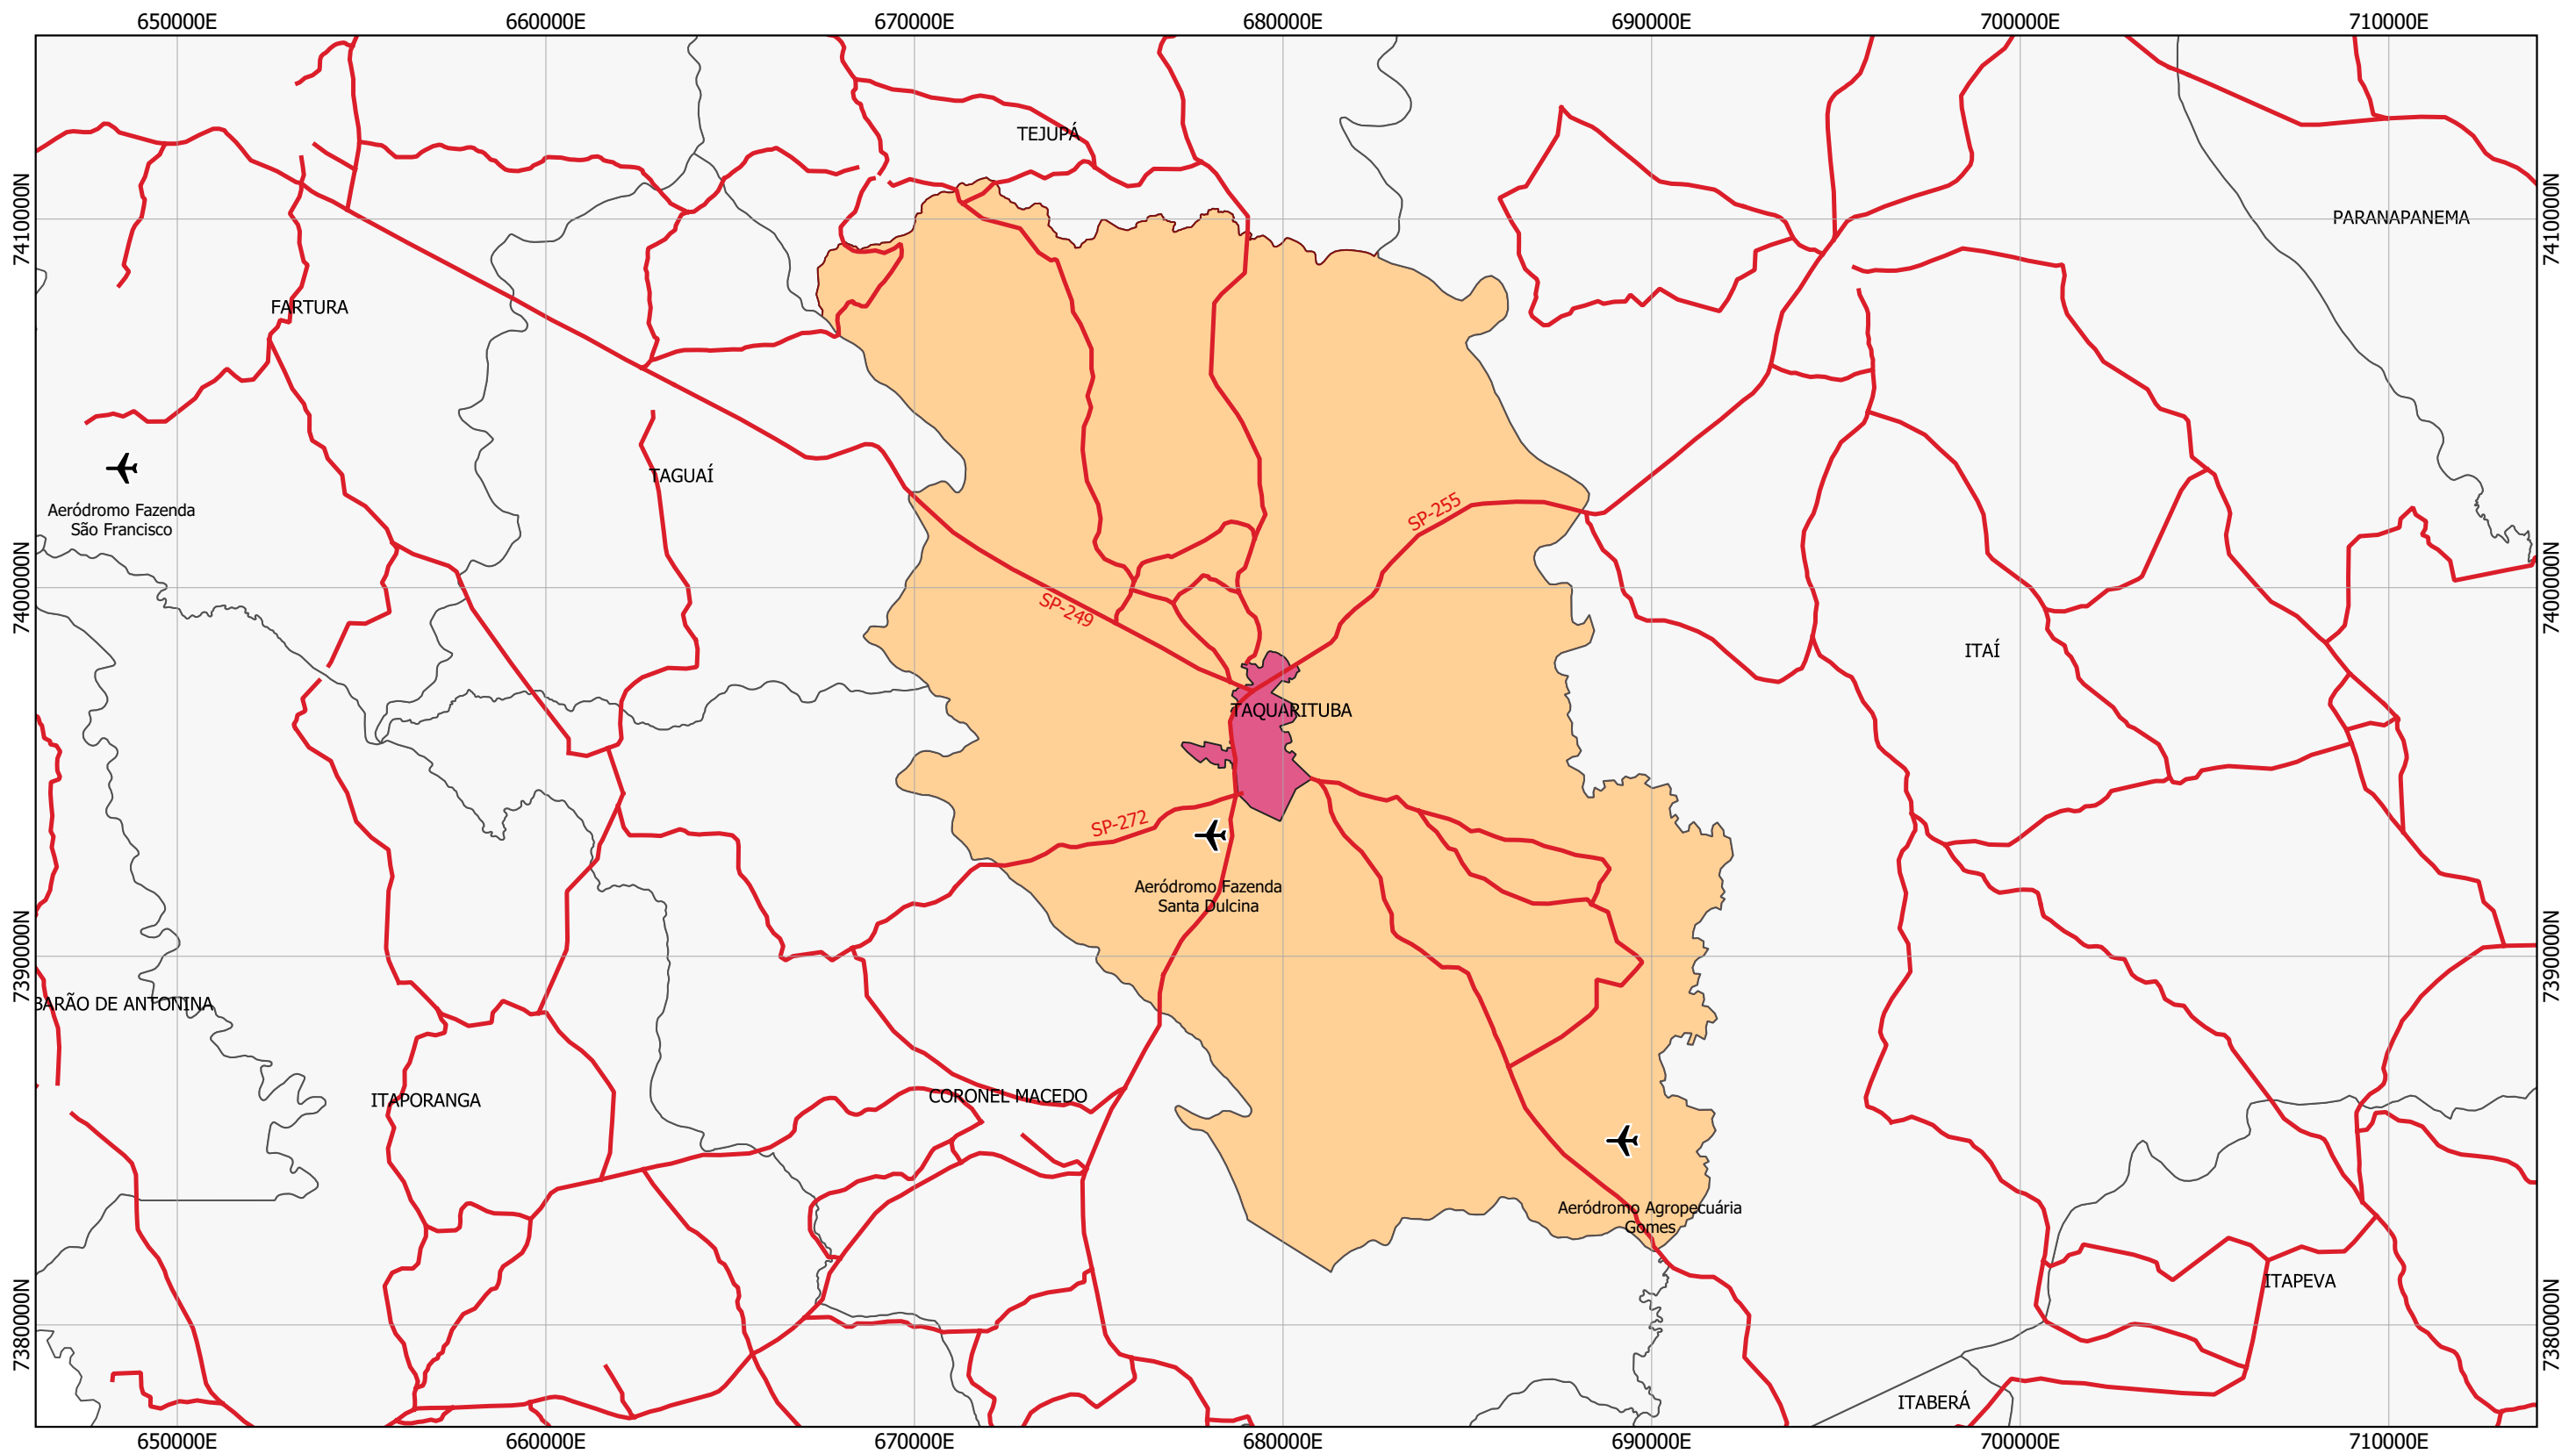 650000E 660000E 670000E 680000E 690000E 700000E 710000E
TEJUPÁ
7410000N
7410000N
PARANAPANEMA
FARTURA
TAGUAÍ
Aeródromo Fazenda
São Francisco
SP-255
7400000N
7400000N
SP-249
ITAÍ
TAQUARITUBA
SP-272
Aeródromo Fazenda
Santa Dulcina
7390000N
7390000N
BARÃO DE ANTONINA
CORONEL MACEDO
ITAPORANGA
Aeródromo Agropecuária
Gomes
ITAPEVA
7380000N
7380000N
ITABERÁ
650000E 660000E 670000E 680000E 690000E 700000E 710000E